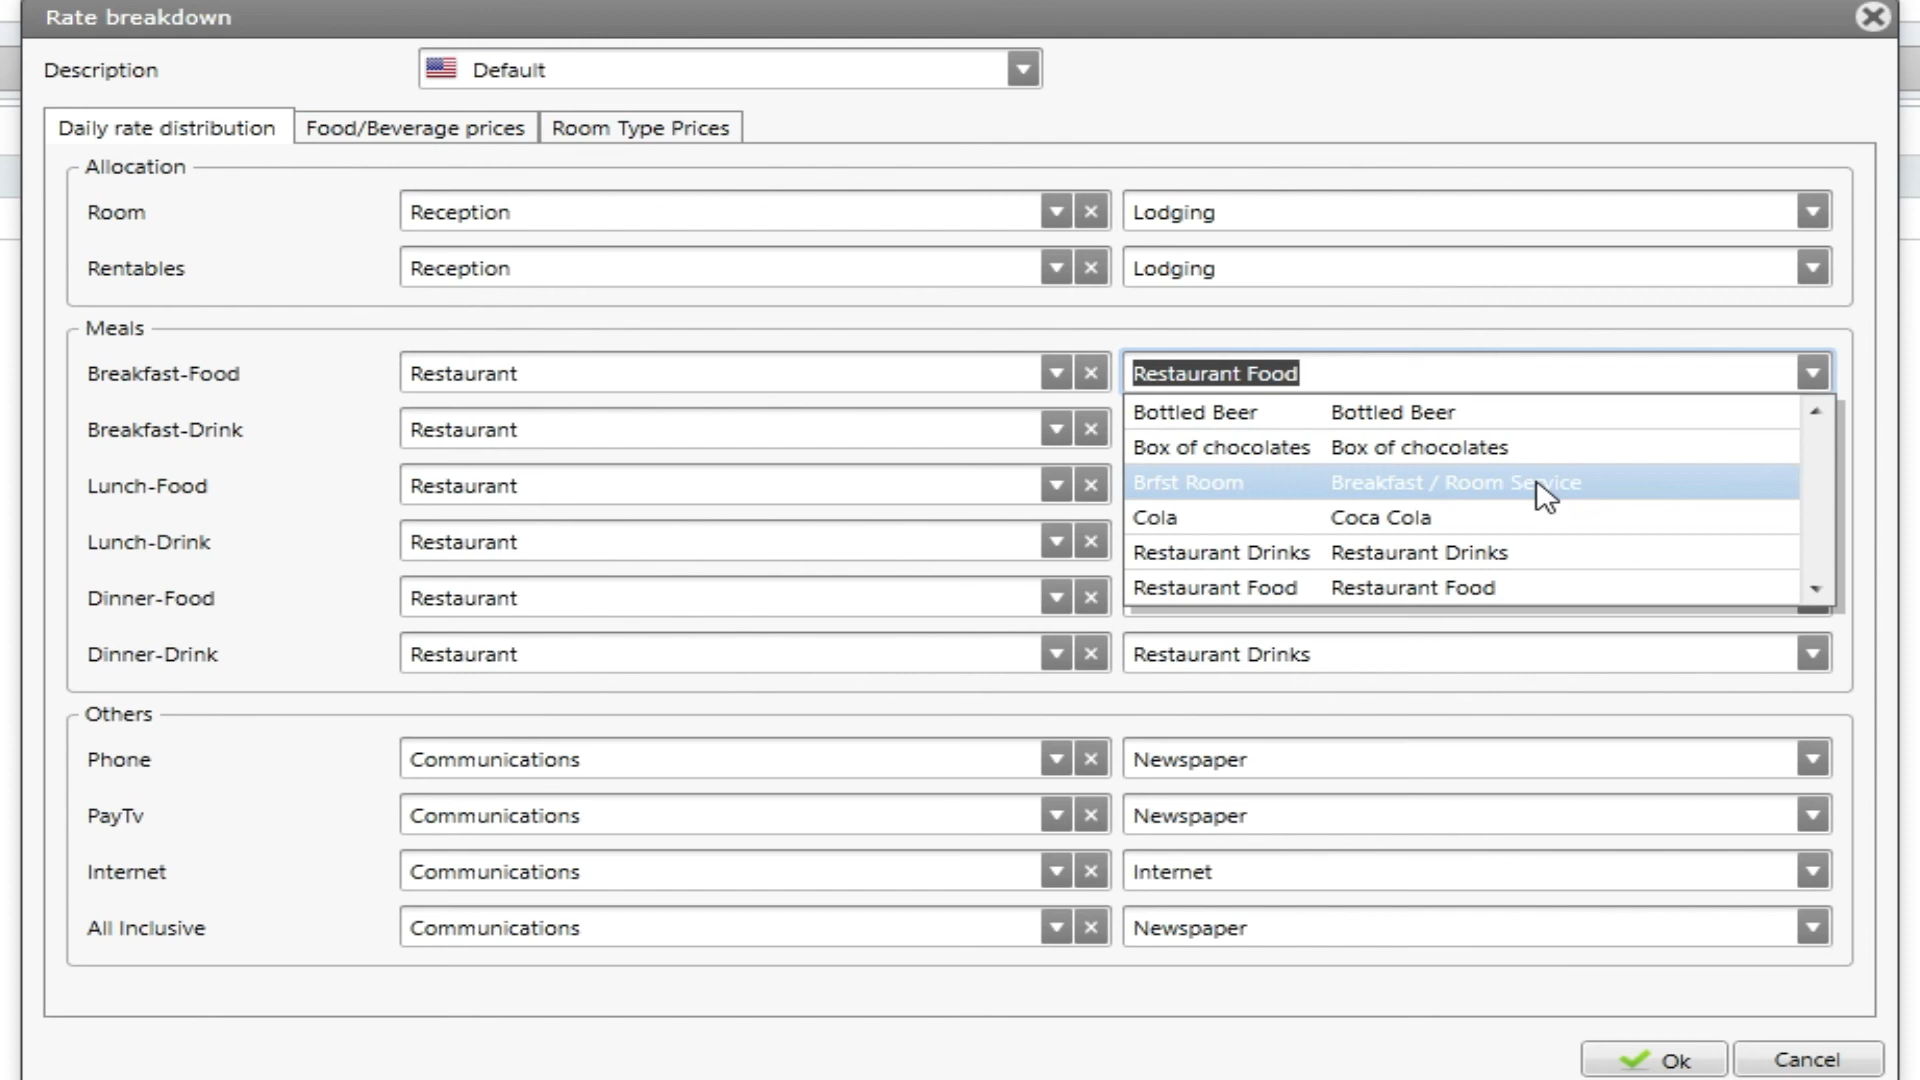 Rate breakdown
Description Default
Daily rate distribution Food/Beverage prices Room Type Prices
Allocation
Room Reception Lodging
Rentables Reception Lodging
Meals
Breakfast-Food Restaurant Restaurant Food
Bottled Beer Bottled Beer
Breakfast-Drink Restaurant
Box of chocolates Box of chocolates
Brfst Room Breakfast / Room Service
Lunch-Food Restaurant
Cola Coca Cola
Lunch-Drink Restaurant
Restaurant Drinks Restaurant Drinks
Restaurant Food Restaurant Food
Dinner-Food Restaurant
Dinner-Drink Restaurant Restaurant Drinks
Others
Phone Communications Newspaper
PayTv Communications Newspaper
Internet Communications Internet
All Inclusive Communications Newspaper
Ok Cancel